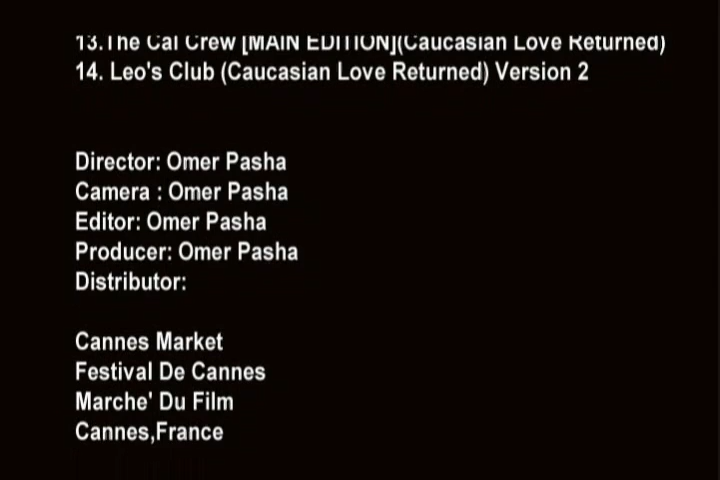 13.The Cal Crew [MAIN EDITION](Caucasian Love Returned)
14. Leo's Club (Caucasian Love Returned) Version 2
Director: Omer Pasha
Camera : Omer Pasha
Editor: Omer Pasha
Producer: Omer Pasha
Distributor:
Cannes Market
Festival De Cannes
Marche' Du Film
Cannes,France